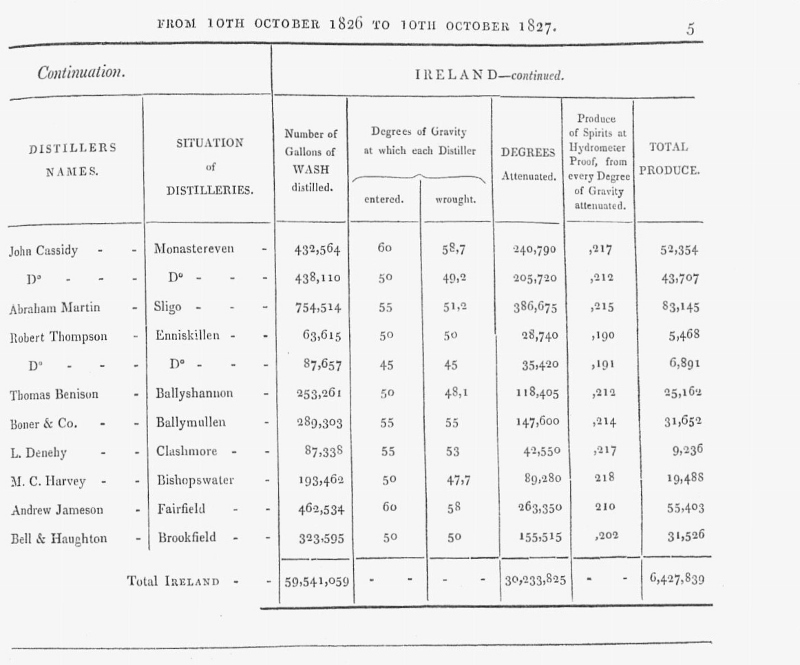 FROM 10TH OCTOBER 1826 TO 10TH OCTOBER 1827. 5
Continuation. IRELAND—continued.
DISTILLERS NAMES. SITUATION of DISTILLERIES. Number of Gallons of WASH distilled. Degrees of Gravity at which each Distiller entered. wrought. DEGREES Attenuated. Produce of Spirits at Hydrometer Proof, from every Degree of Gravity attenuated. TOTAL PRODUCE.
John Cassidy - - Monastereven - 432,564 60 58,7 240,790 ,217 52,354
Do - - - Do - - - 438,110 50 49,2 205,720 ,212 43,707
Abraham Martin - Sligo - - - 754,514 55 51,2 386,675 ,215 83,145
Robert Thompson - Enniskillen - - 63,615 50 50 28,740 ,190 5,468
Do - - - Do - - - 87,657 45 45 35,420 ,191 6,891
Thomas Benison - Ballyshannon - 253,261 50 48,1 118,405 ,212 25,162
Boner & Co. - - Ballymullen - 289,303 55 55 147,600 ,214 31,652
L. Denehy - - Clashmore - - 87,338 55 53 42,550 ,217 9,236
M. C. Harvey - - Bishopswater - 193,462 50 47,7 89,280 218 19,488
Andrew Jameson - Fairfield - - 462,534 60 58 263,350 210 55,403
Bell & Haughton - Brookfield - - 323,595 50 50 155,515 ,202 31,526
Total IRELAND - - 59,541,059 - - - - 30,233,825 - - 6,427,839